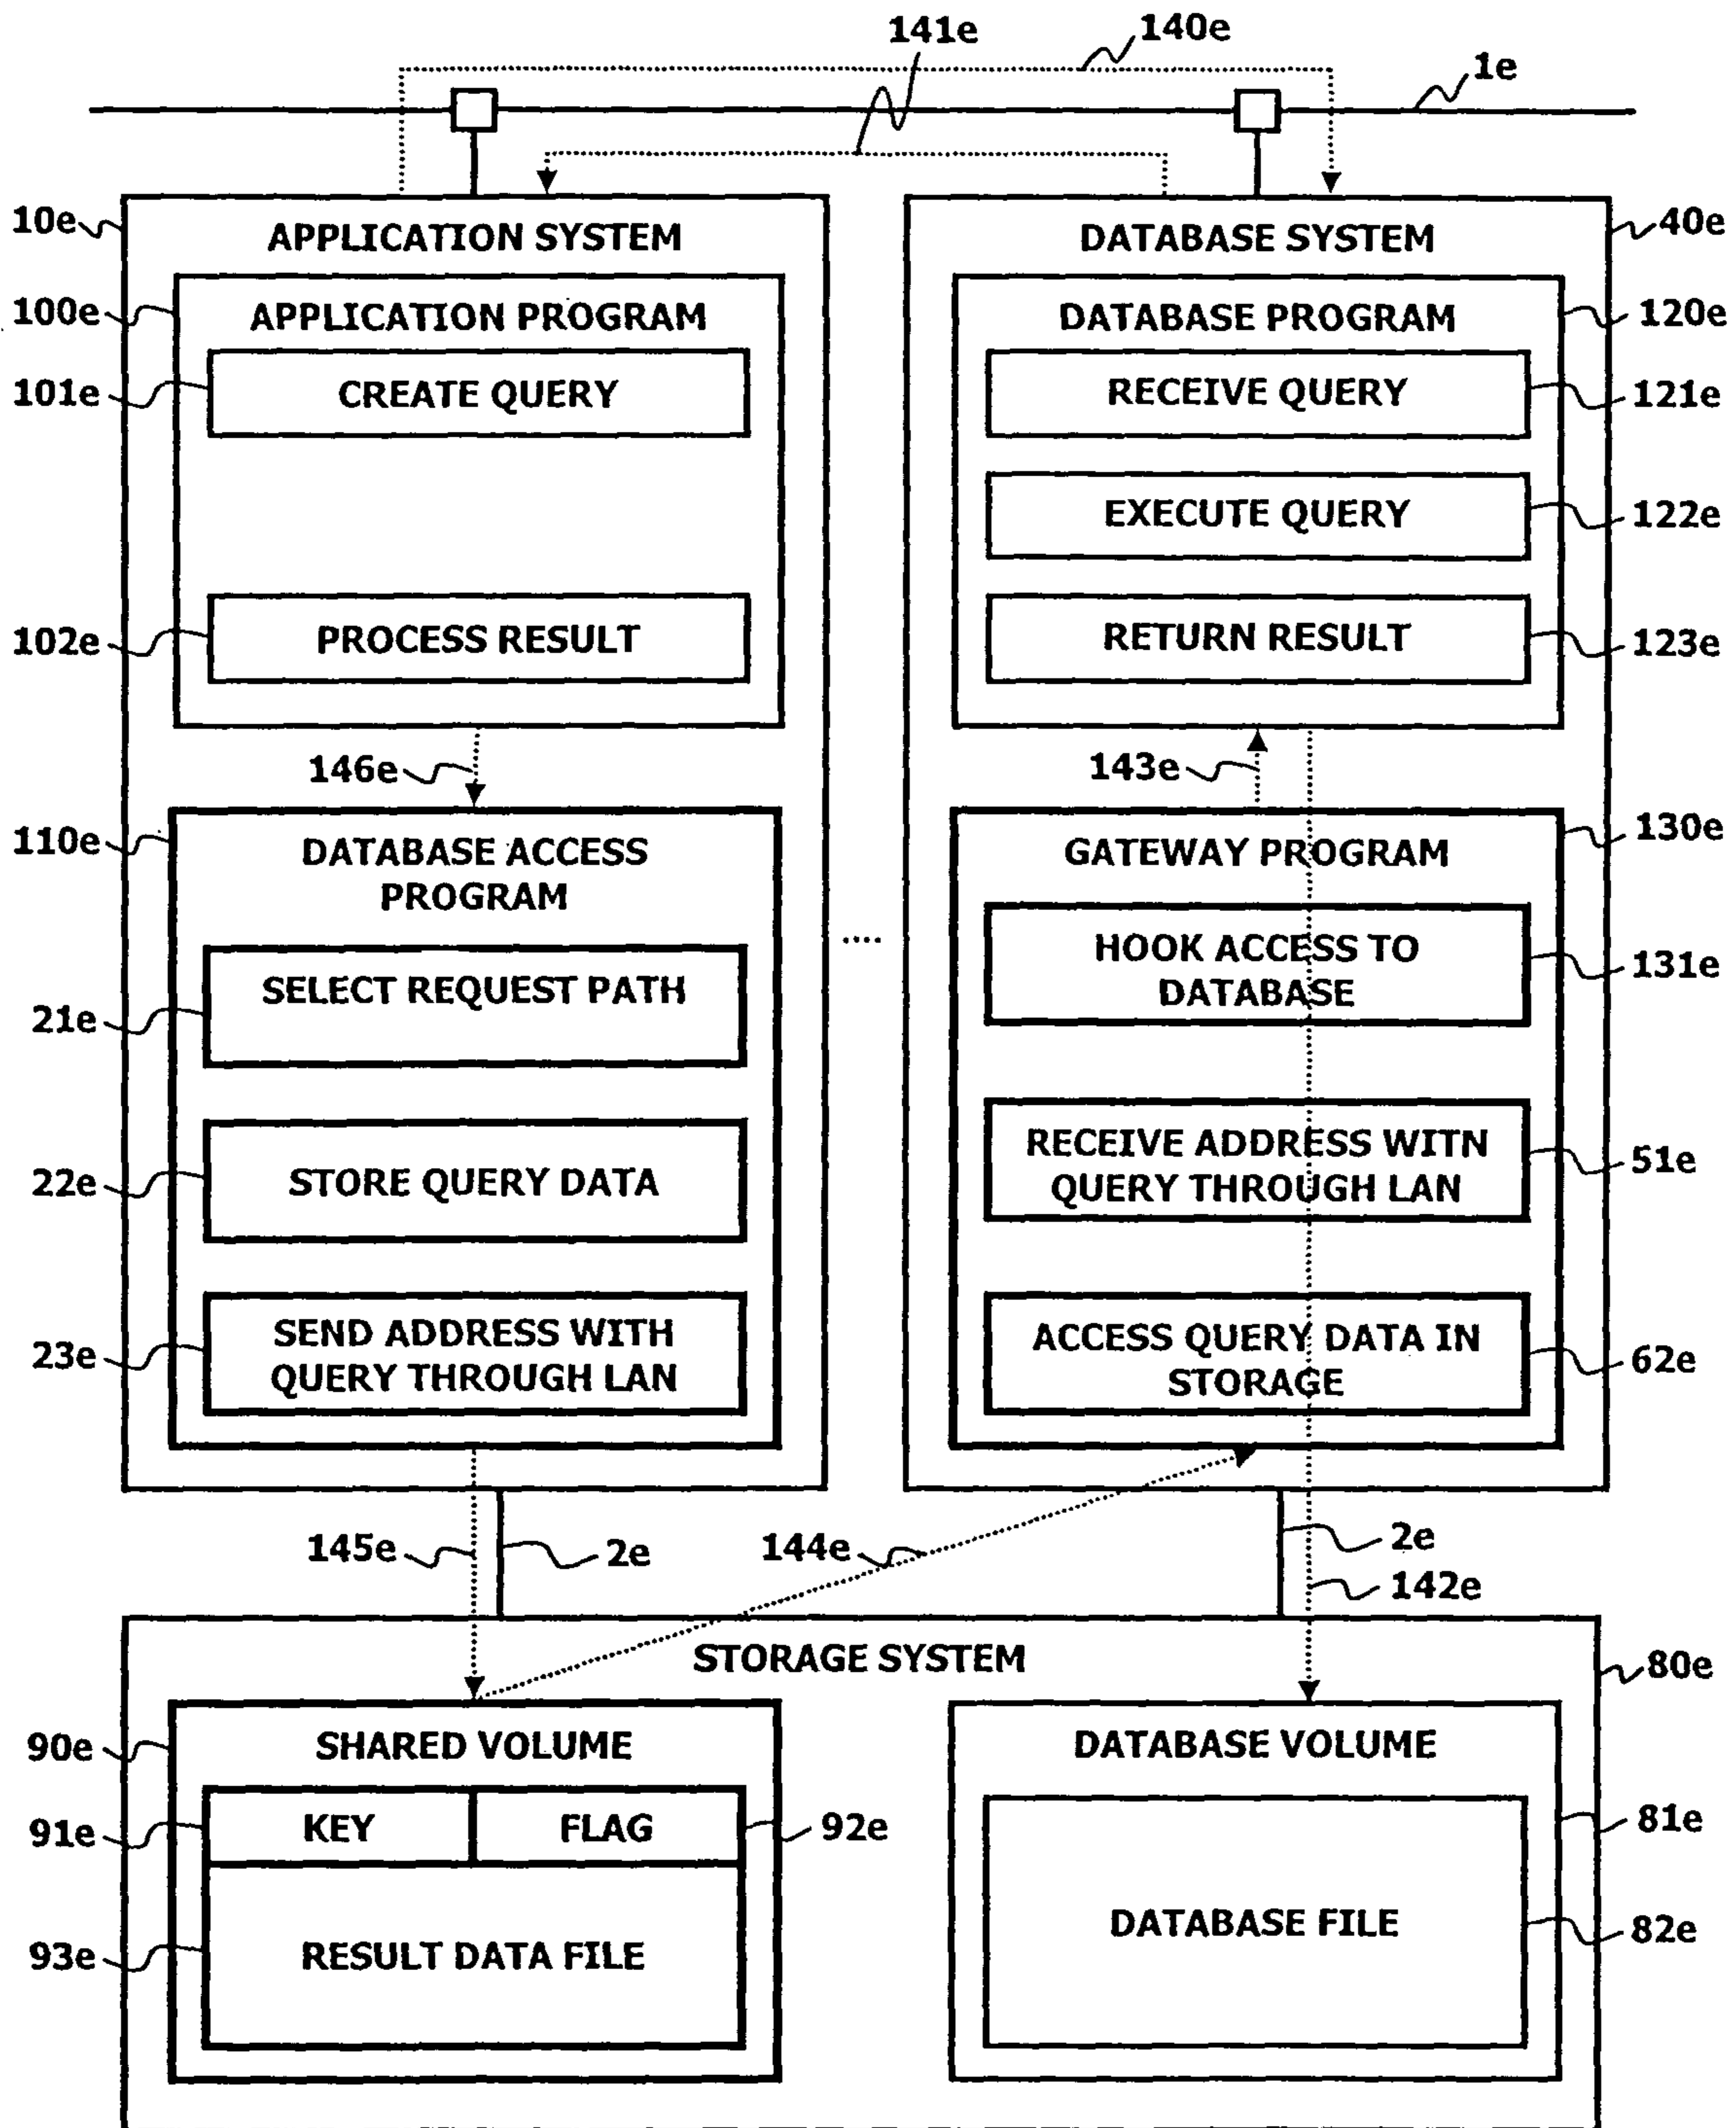 141e
140e
1e
10e
APPLICATION SYSTEM
100e
APPLICATION PROGRAM
101e
CREATE QUERY
102e
PROCESS RESULT
146e
110e
DATABASE ACCESS
PROGRAM
21e
SELECT REQUEST PATH
22e
STORE QUERY DATA
23e
SEND ADDRESS WITH
QUERY THROUGH LAN
....
40e
DATABASE SYSTEM
120e
DATABASE PROGRAM
RECEIVE QUERY
121e
EXECUTE QUERY
122e
RETURN RESULT
123e
143e
130e
GATEWAY PROGRAM
HOOK ACCESS TO
DATABASE
131e
RECEIVE ADDRESS WITN
QUERY THROUGH LAN
51e
ACCESS QUERY DATA IN
STORAGE
62e
145e
2e
144e
2e
142e
STORAGE SYSTEM
80e
90e
SHARED VOLUME
91e
KEY
FLAG
92e
93e
RESULT DATA FILE
DATABASE VOLUME
81e
DATABASE FILE
82e